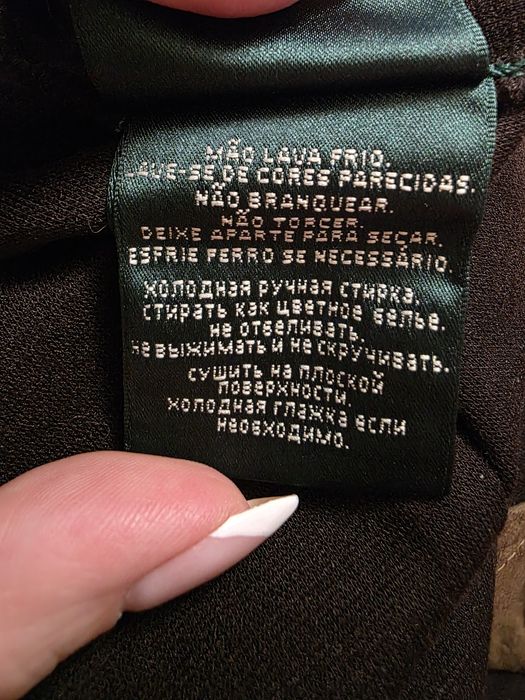 MÃO LAVA FRIO.
LAVE-SE DE CORES PARECIDAS.
NÃO BRANQUEAR.
NÃO TORCER.
DEIXE APARTE PARA SECAR.
ESFRIE FERRO SE NECESSÁRIO.
ХОЛОДНАЯ РУЧНАЯ СТИРКА.
СТИРАТЬ КАК ЦВЕТНОЕ БЕЛЬЕ.
НЕ ОТБЕЛИВАТЬ.
НЕ ВЫЖИМАТЬ И НЕ СКРУЧИВАТЬ.
СУШИТЬ НА ПЛОСКОЙ
ПОВЕРХНОСТИ.
ХОЛОДНАЯ ГЛАЖКА ЕСЛИ
НЕОБХОДИМО.